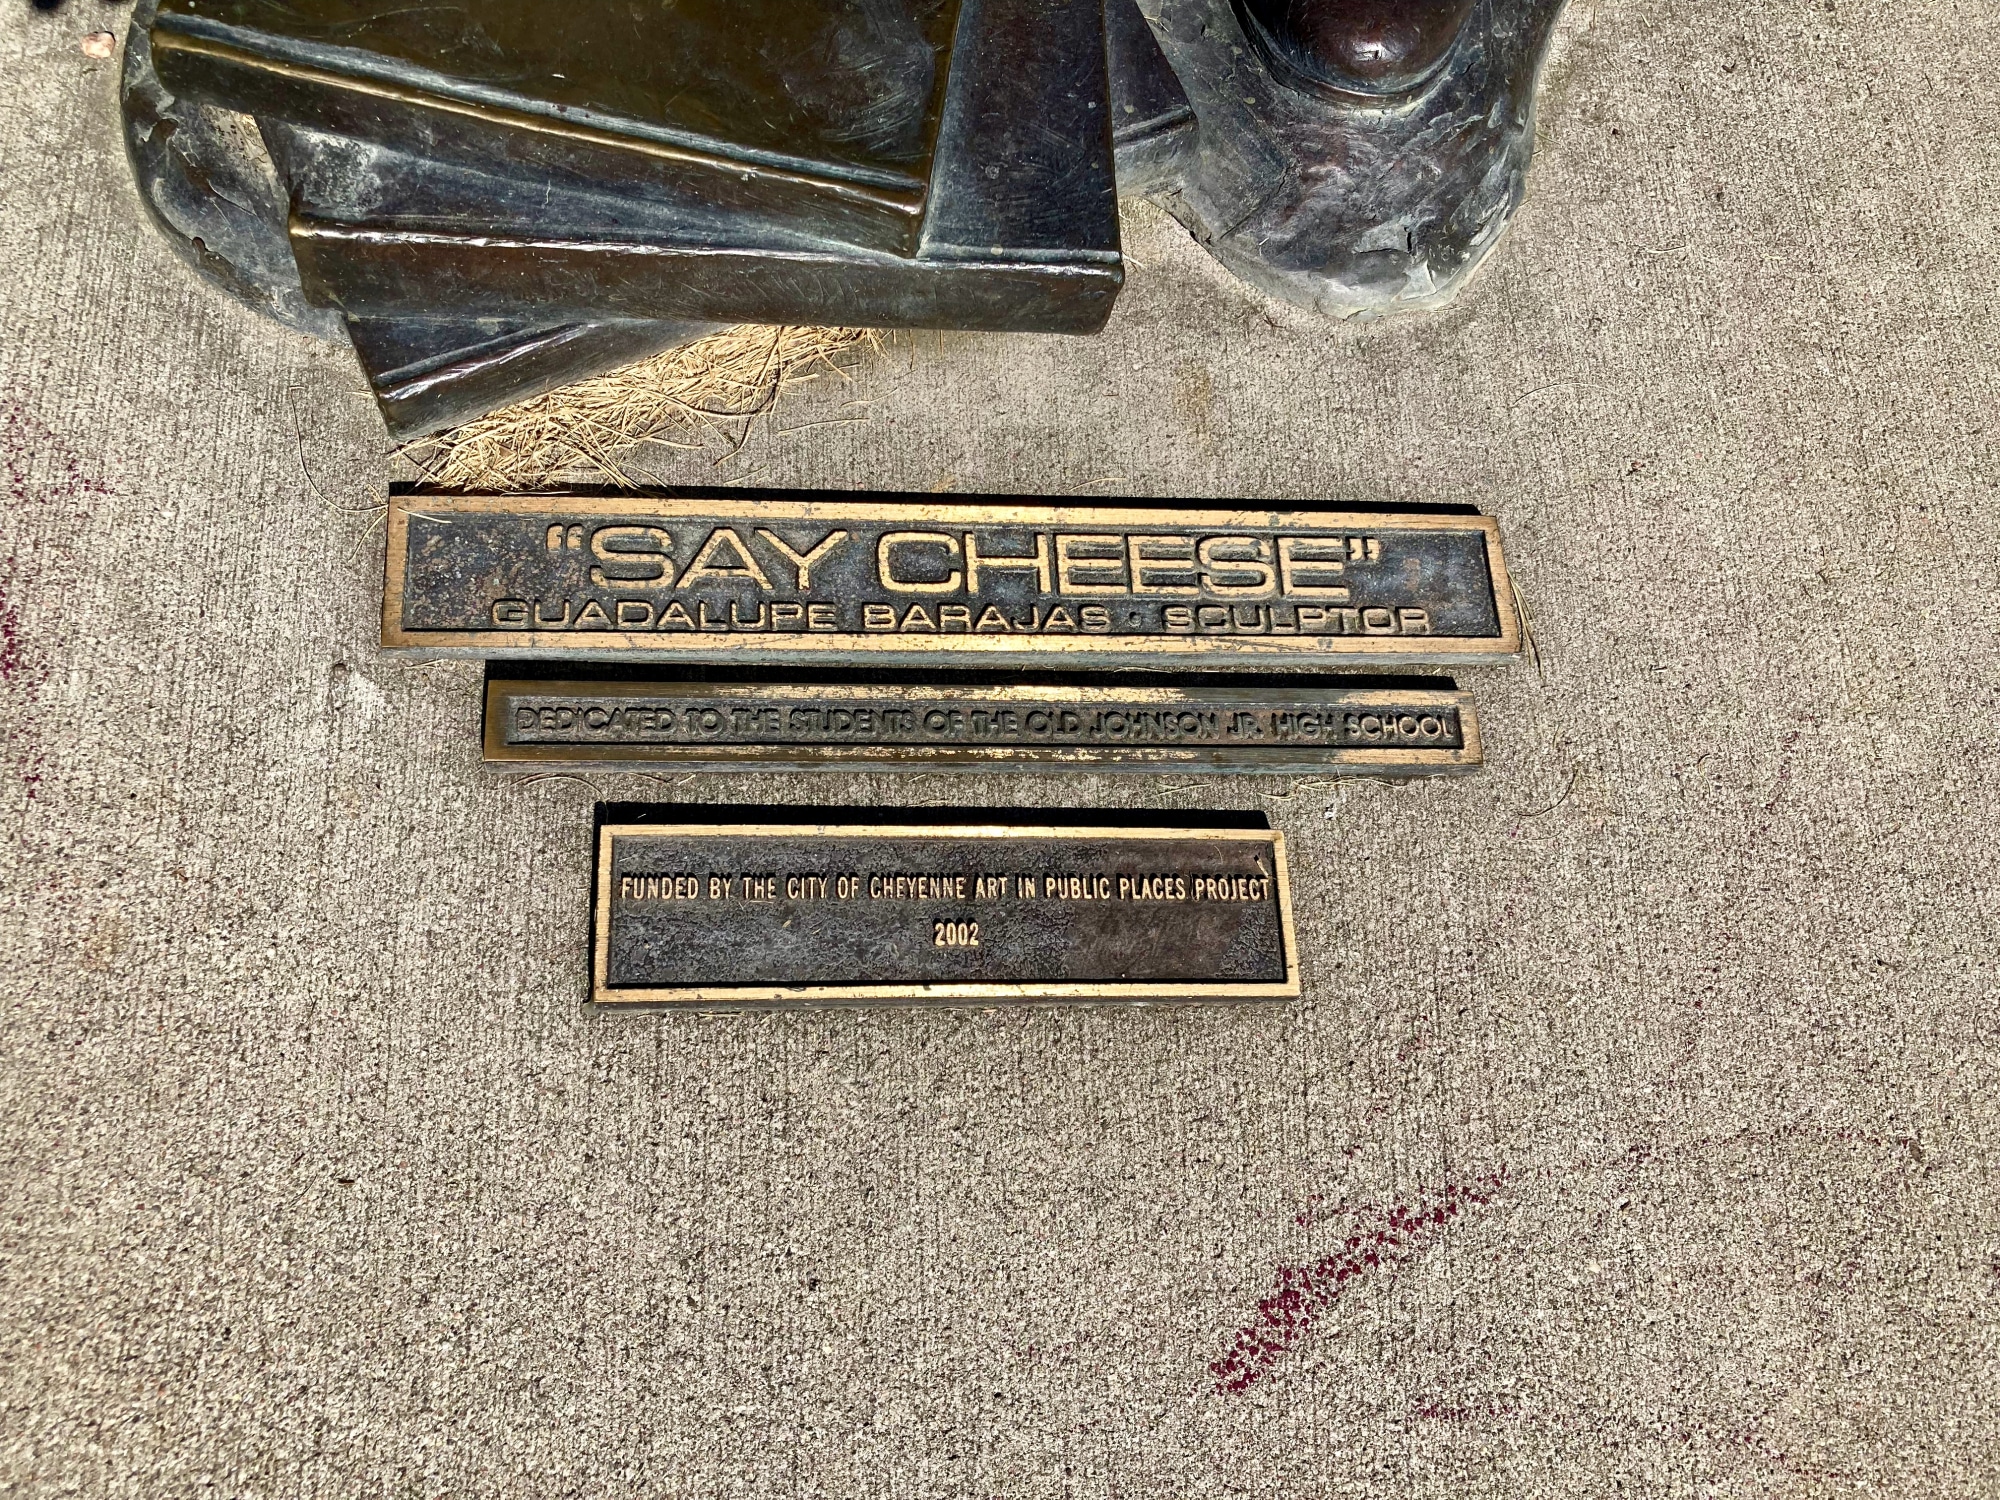 “SAY CHEESE”
GUADALUPE BARAJAS · SCULPTOR
DEDICATED TO THE STUDENTS OF THE OLD JOHNSON JR. HIGH SCHOOL
FUNDED BY THE CITY OF CHEYENNE ART IN PUBLIC PLACES PROJECT
2002